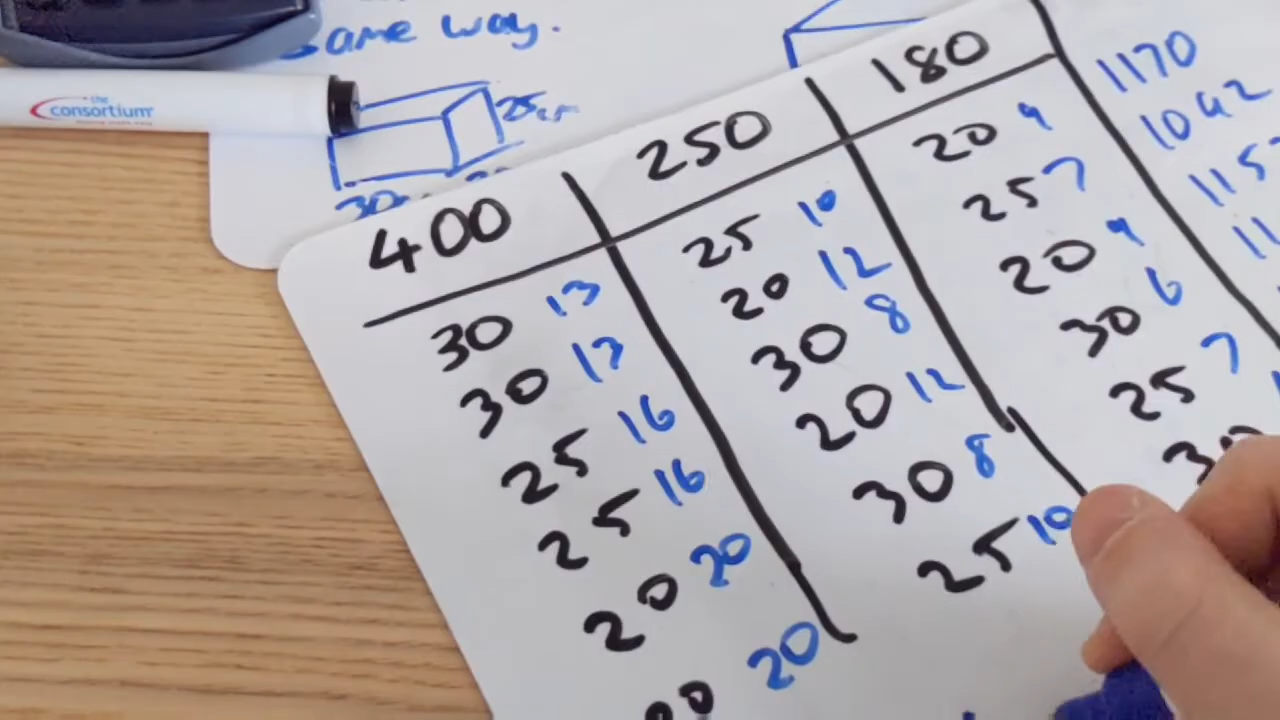 the
consortium
same way.
25cm
400 250 180
30 13 25 10 20 9 1170
30 13 20 12 25 7 1042
25 16 30 8 20 9
25 16 20 12 30 6
20 20 30 8 25 7
20 25 10